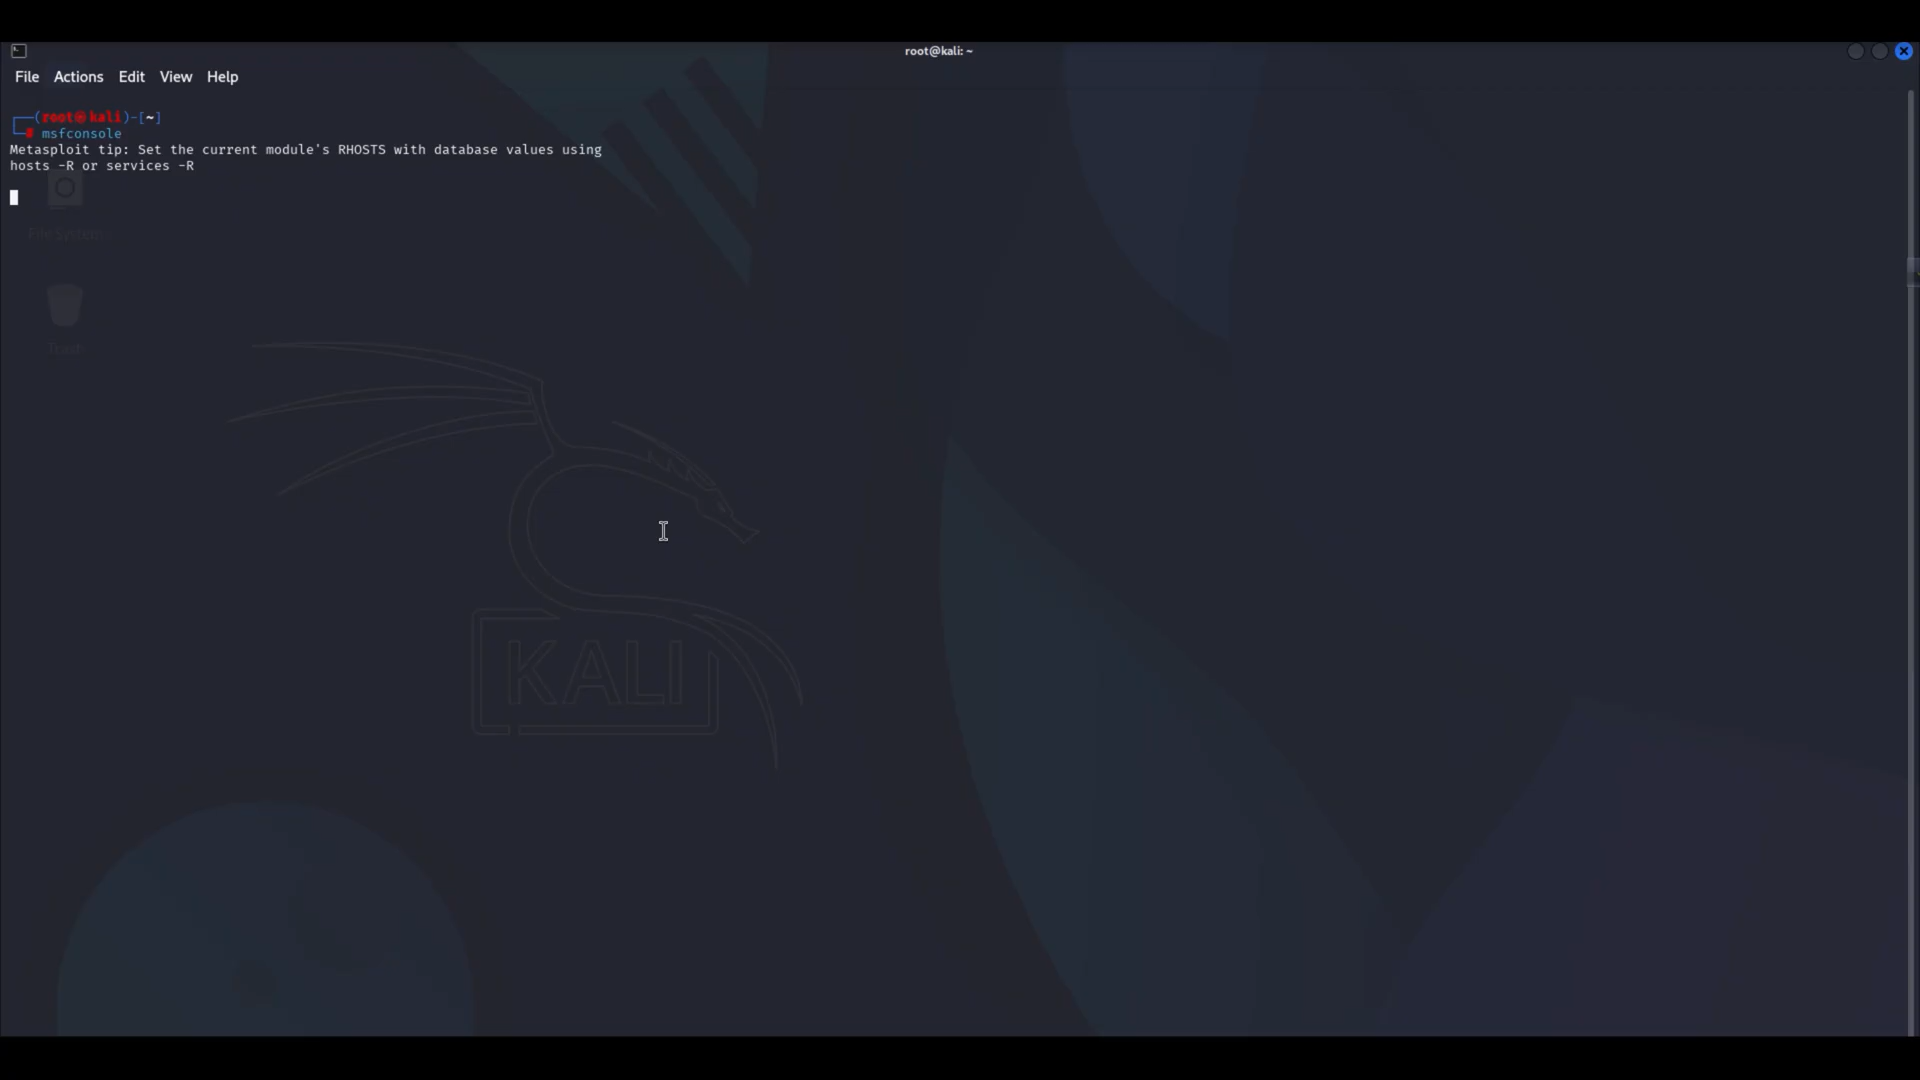 root@kali: ~
File Actions Edit View Help
┌──(root㉿kali)-[~]
└─# msfconsole
Metasploit tip: Set the current module's RHOSTS with database values using
hosts -R or services -R
File System
Trash
KALI